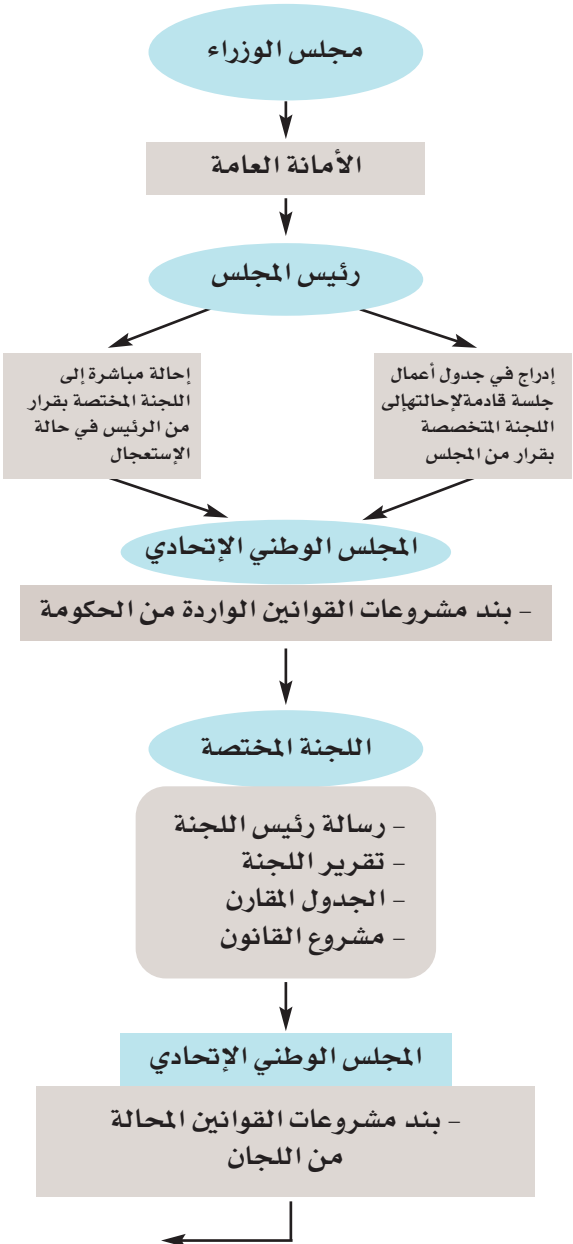 مجلس الوزراء
الأمانة العامة
رئيس المجلس
إدراج في جدول أعمال
جلسة قادمةلإحالتهإلى
اللجنة المتخصصة
بقرار من المجلس
إحالة مباشرة إلى
اللجنة المختصة بقرار
من الرئيس في حالة
الإستعجال
المجلس الوطني الإتحادي
– بند مشروعات القوانين الواردة من الحكومة
اللجنة المختصة
– رسالة رئيس اللجنة
– تقرير اللجنة
– الجدول المقارن
– مشروع القانون
المجلس الوطني الإتحادي
– بند مشروعات القوانين المحالة
من اللجان